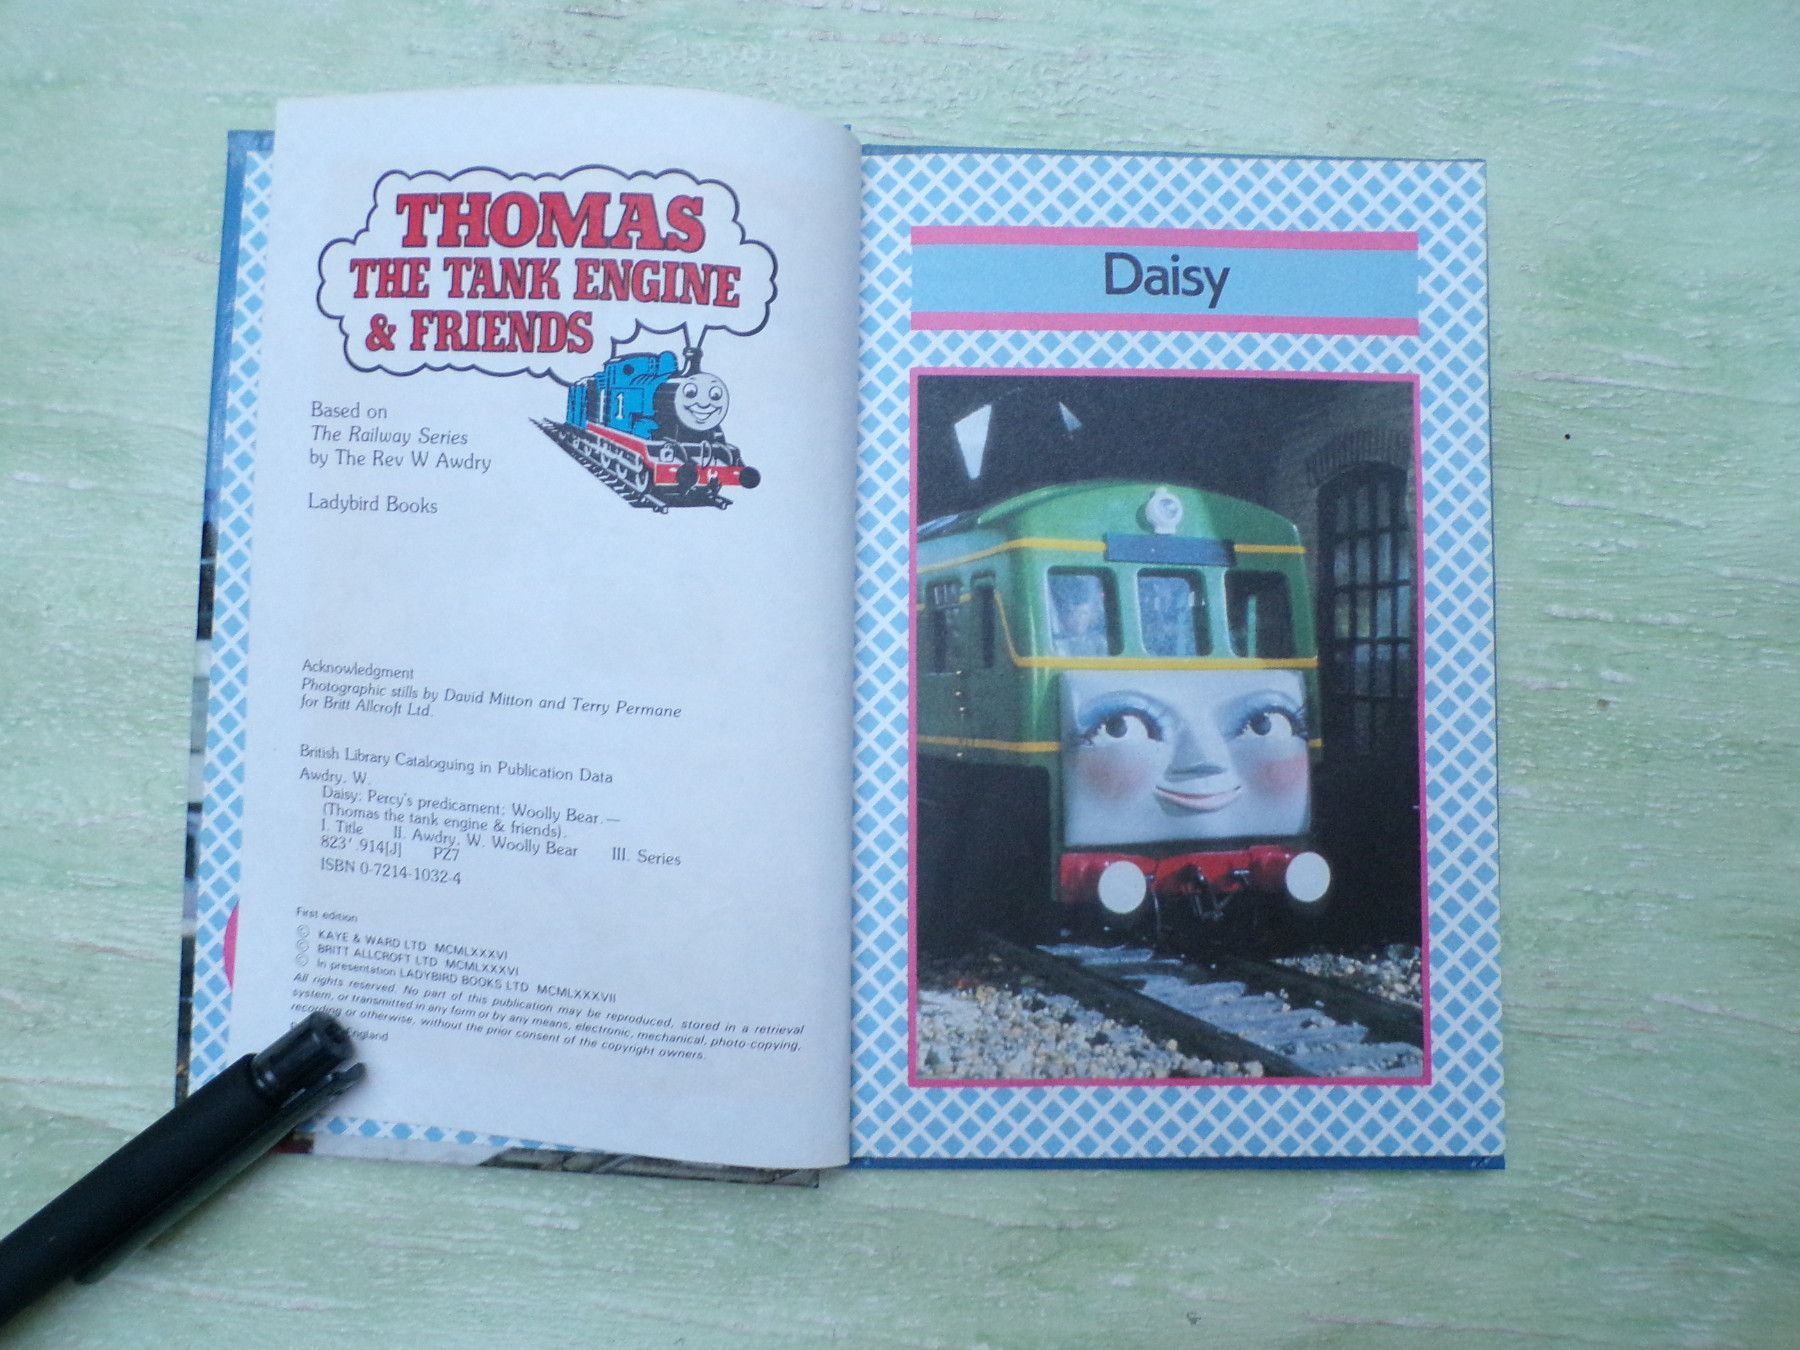 THOMAS
THE TANK ENGINE
& FRIENDS
1
Based on
The Railway Series
by The Rev W Awdry
Ladybird Books
Acknowledgment
Photographic stills by David Mitton and Terry Permane
for Britt Allcroft Ltd.
British Library Cataloguing in Publication Data
Awdry, W.
Daisy; Percy's predicament; Woolly Bear.—
(Thomas the tank engine & friends).
I. Title II. Awdry, W. Woolly Bear III. Series
823'.914[J] PZ7
ISBN 0-7214-1032-4
First edition
© KAYE & WARD LTD MCMLXXXVI
© BRITT ALLCROFT LTD MCMLXXXVI
© In presentation LADYBIRD BOOKS LTD MCMLXXXVII
All rights reserved. No part of this publication may be reproduced, stored in a retrieval
system, or transmitted in any form or by any means, electronic, mechanical, photo-copying,
recording or otherwise, without the prior consent of the copyright owners.
England
Daisy